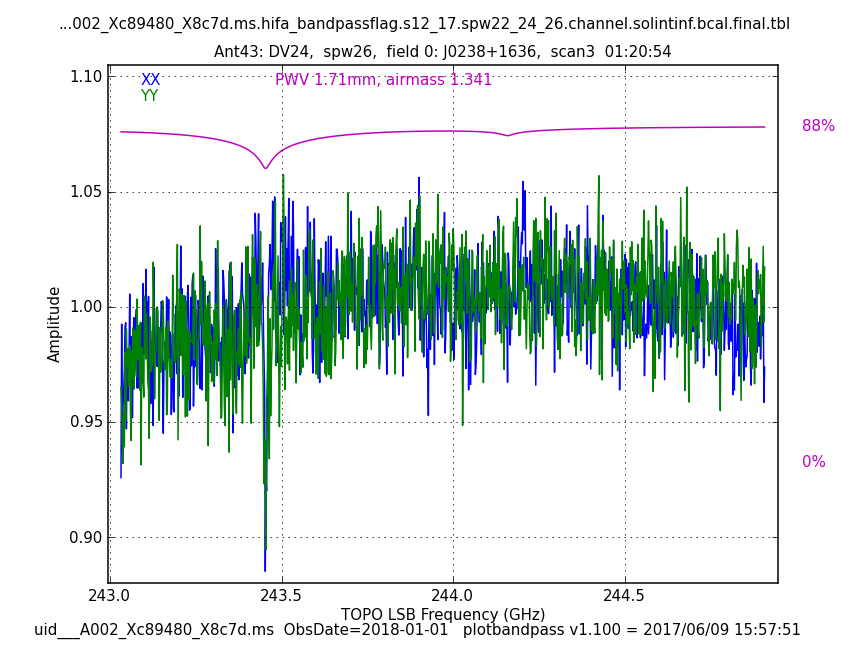 ...002_Xc89480_X8c7d.ms.hifa_bandpassflag.s12_17.spw22_24_26.channel.solintinf.bcal.final.tbl
Ant43: DV24,  spw26,  field 0: J0238+1636,  scan3  01:20:54
XX
PWV 1.71mm, airmass 1.341
YY
1.10
1.05
1.00
0.95
0.90
Amplitude
88%
0%
243.0
243.5
244.0
244.5
TOPO LSB Frequency (GHz)
uid___A002_Xc89480_X8c7d.ms  ObsDate=2018-01-01   plotbandpass v1.100 = 2017/06/09 15:57:51